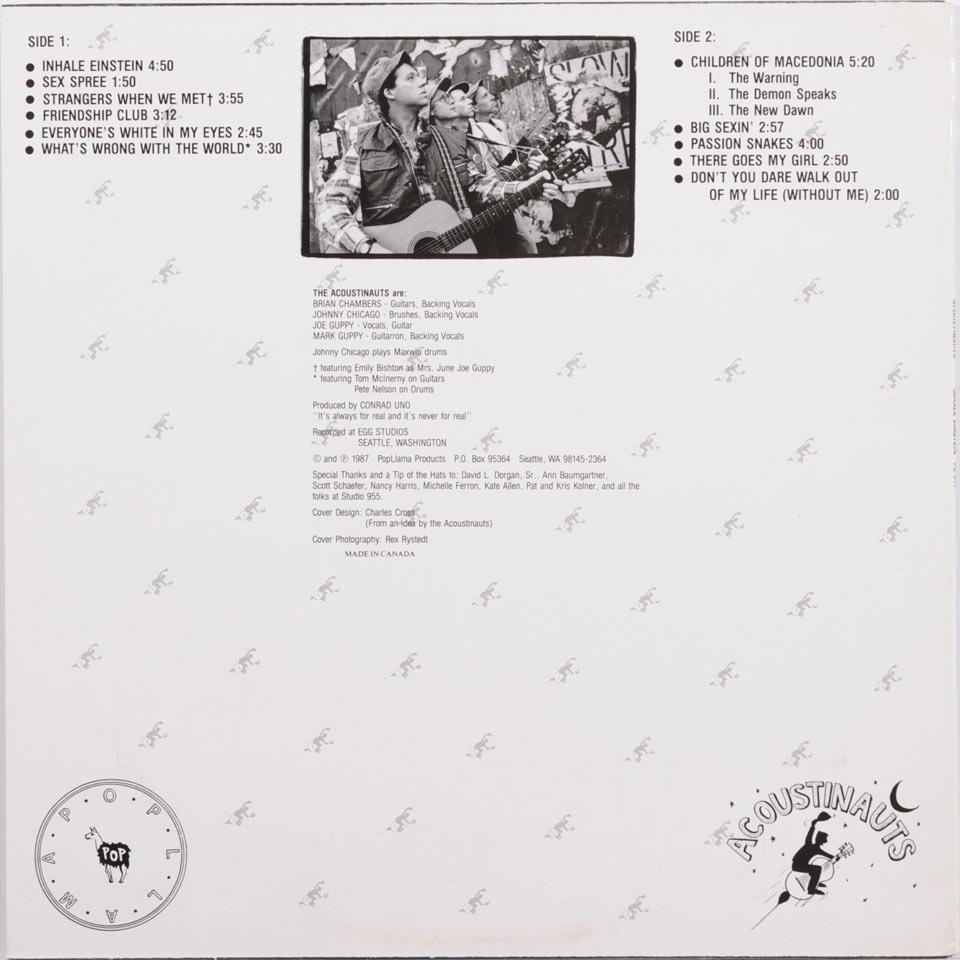 SIDE 1:
● INHALE EINSTEIN 4:50
● SEX SPREE 1:50
● STRANGERS WHEN WE MET† 3:55
● FRIENDSHIP CLUB 3:12
● EVERYONE'S WHITE IN MY EYES 2:45
● WHAT'S WRONG WITH THE WORLD* 3:30
SLOW
SIDE 2:
● CHILDREN OF MACEDONIA 5:20
I. The Warning
II. The Demon Speaks
III. The New Dawn
● BIG SEXIN' 2:57
● PASSION SNAKES 4:00
● THERE GOES MY GIRL 2:50
● DON'T YOU DARE WALK OUT
OF MY LIFE (WITHOUT ME) 2:00
THE ACOUSTINAUTS are:
BRIAN CHAMBERS - Guitars, Backing Vocals
JOHNNY CHICAGO - Brushes, Backing Vocals
JOE GUPPY - Vocals, Guitar
MARK GUPPY - Guitarron, Backing Vocals
Johnny Chicago plays Maxwill drums
† featuring Emily Bishton as Mrs. June Joe Guppy
* featuring Tom McInerny on Guitars
Pete Nelson on Drums
Produced by CONRAD UNO
"It's always for real and it's never for real"
Recorded at EGG STUDIOS
SEATTLE, WASHINGTON
© and ℗ 1987 PopLlama Products P.O. Box 95364 Seattle, WA 98145-2364
Special Thanks and a Tip of the Hats to: David L. Dorgan, Sr., Ann Baumgartner,
Scott Schaefer, Nancy Harris, Michelle Ferron, Kate Allen, Pat and Kris Kolner, and all the
folks at Studio 955.
Cover Design: Charles Cross
(From an idea by the Acoustinauts)
Cover Photography: Rex Rystedt
MADE IN CANADA
POP LLAMA
POP
ACOUSTINAUTS